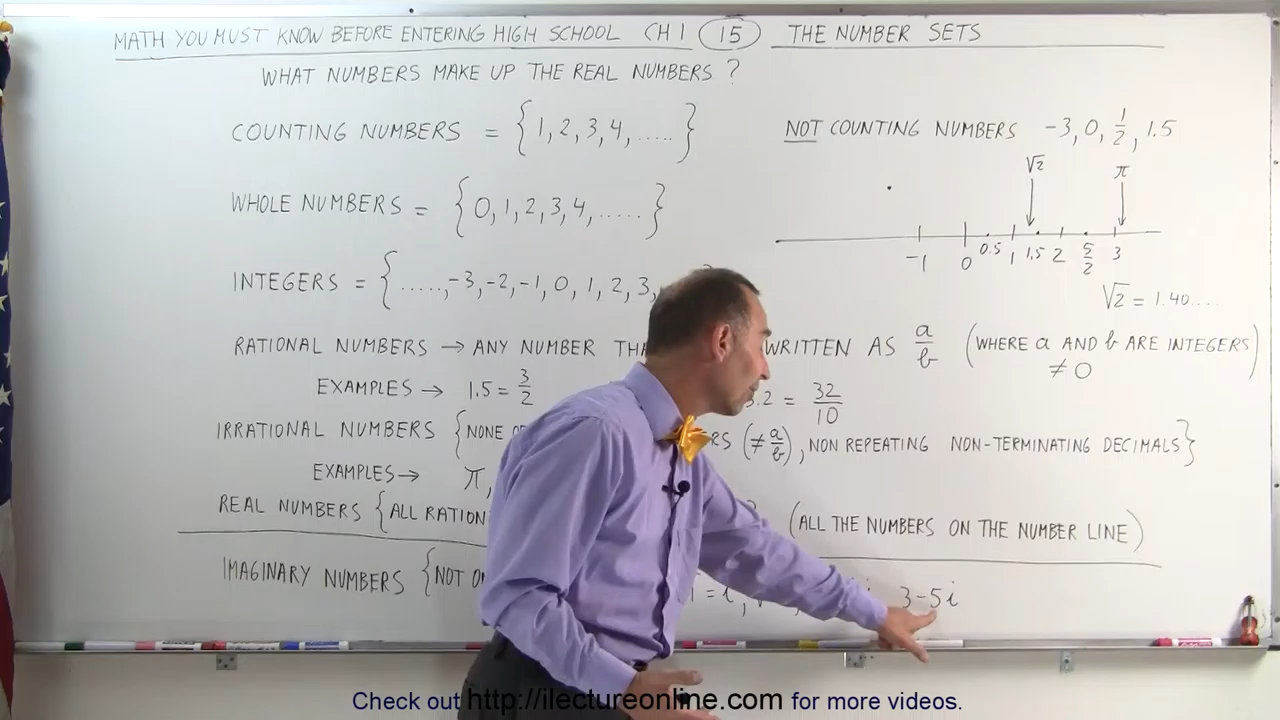 MATH YOU MUST KNOW BEFORE ENTERING HIGH SCHOOL CH 1 15 THE NUMBER SETS
WHAT NUMBERS MAKE UP THE REAL NUMBERS ?
COUNTING NUMBERS = {1, 2, 3, 4, .....}
NOT COUNTING NUMBERS -3, 0, 1/2, 1.5
√2 π
WHOLE NUMBERS = {0, 1, 2, 3, 4, .....}
-1 0 0.5 1 1.5 2 5/2 3
INTEGERS = {....., -3, -2, -1, 0, 1, 2, 3,
√2 = 1.40....
RATIONAL NUMBERS → ANY NUMBER WRITTEN AS a/b (WHERE a AND b ARE INTEGERS)
≠ 0
EXAMPLES → 1.5 = 3/2 3.2 = 32/10
IRRATIONAL NUMBERS {NONE (≠ a/b), NON REPEATING NON-TERMINATING DECIMALS}
EXAMPLES → π,
REAL NUMBERS {ALL (ALL THE NUMBERS ON THE NUMBER LINE)
IMAGINARY NUMBERS {NOT = i, 3-5i
Check out http://ilectureonline.com for more videos.